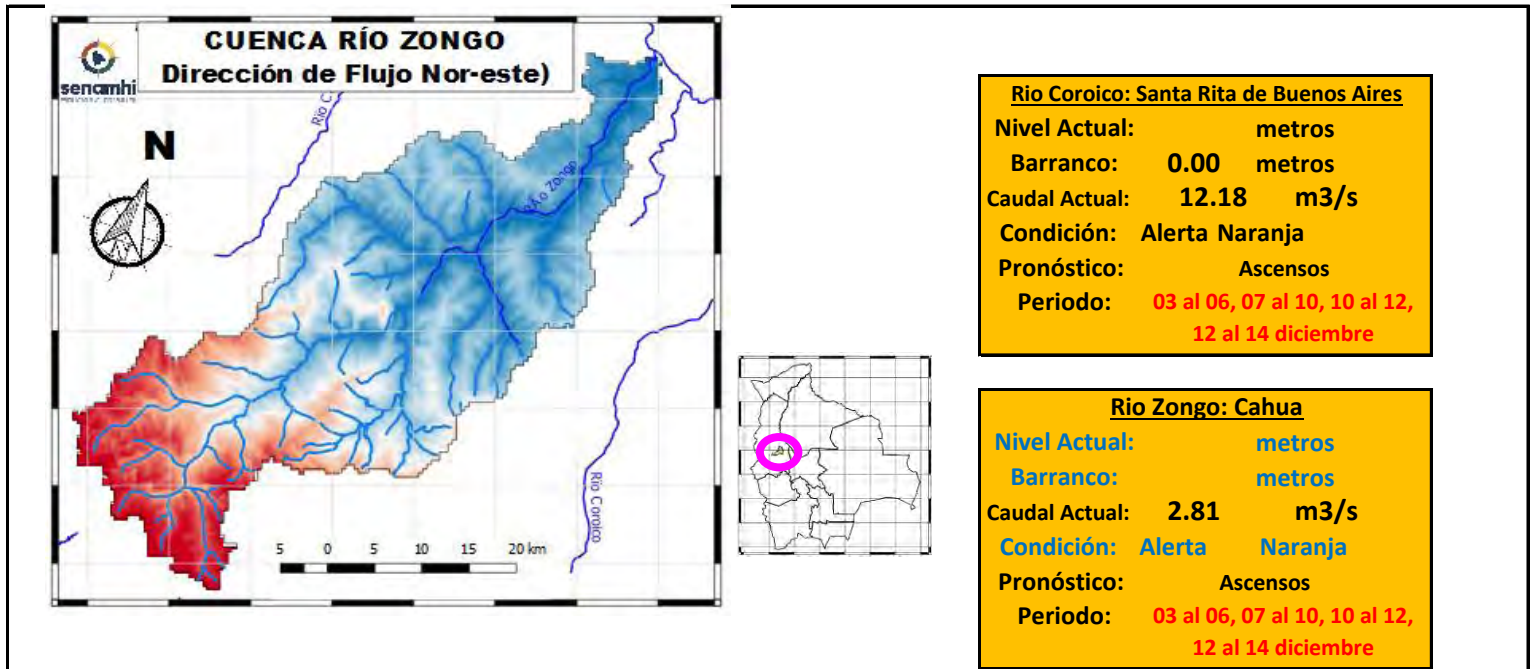 CUENCA RÍO ZONGO
Dirección de Flujo Nor-este)
senamhi
N
Río C
RÃ­o Zongo
Río Coroico
5 0 5 10 15 20 km
Rio Coroico: Santa Rita de Buenos Aires
Nivel Actual: metros
Barranco: 0.00 metros
Caudal Actual: 12.18 m3/s
Condición: Alerta Naranja
Pronóstico: Ascensos
Periodo: 03 al 06, 07 al 10, 10 al 12,
12 al 14 diciembre
Rio Zongo: Cahua
Nivel Actual: metros
Barranco: metros
Caudal Actual: 2.81 m3/s
Condición: Alerta Naranja
Pronóstico: Ascensos
Periodo: 03 al 06, 07 al 10, 10 al 12,
12 al 14 diciembre